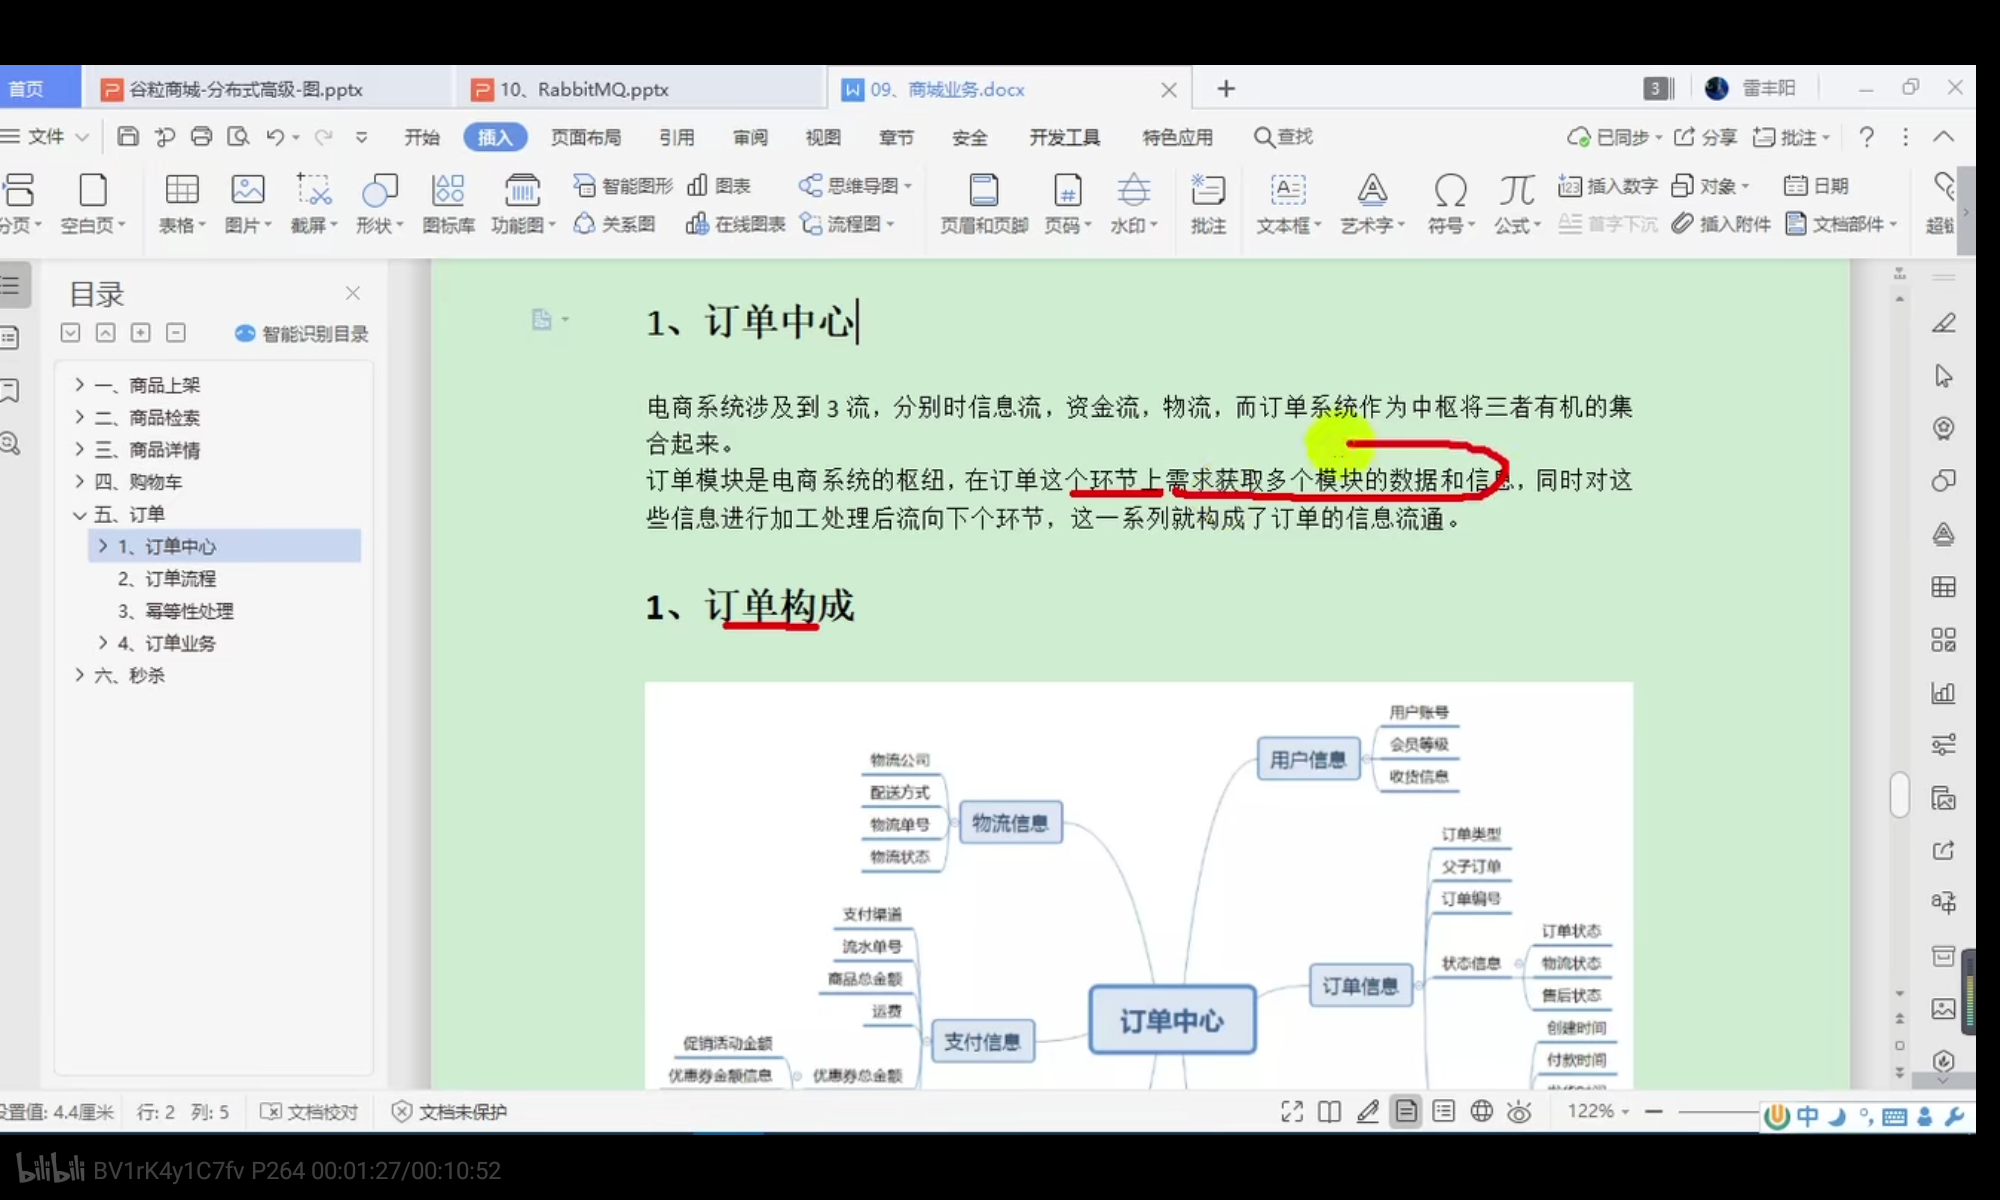 首页
谷粒商城-分布式高级-图.pptx
10、RabbitMQ.pptx
09、商城业务.docx
3
雷丰阳
文件
开始
插入
页面布局
引用
审阅
视图
章节
安全
开发工具
特色应用
查找
已同步
分享
批注
分页
空白页
表格
图片
截屏
形状
图标库
功能图
智能图形
图表
关系图
在线图表
思维导图
流程图
页眉和页脚
页码
水印
批注
文本框
艺术字
符号
公式
插入数字
对象
日期
首字下沉
插入附件
文档部件
目录
智能识别目录
一、商品上架
二、商品检索
三、商品详情
四、购物车
五、订单
1、订单中心
2、订单流程
3、幂等性处理
4、订单业务
六、秒杀
1、订单中心
电商系统涉及到 3 流，分别时信息流，资金流，物流，而订单系统作为中枢将三者有机的集
合起来。
订单模块是电商系统的枢纽，在订单这个环节上需求获取多个模块的数据和信息，同时对这
些信息进行加工处理后流向下个环节，这一系列就构成了订单的信息流通。
1、订单构成
用户账号
用户信息
会员等级
收货信息
物流公司
配送方式
物流信息
物流单号
物流状态
订单类型
父子订单
订单编号
支付渠道
流水单号
商品总金额
运费
订单状态
状态信息
物流状态
售后状态
订单信息
订单中心
创建时间
付款时间
支付信息
促销活动金额
优惠券金额信息
优惠券总金额
设置值: 4.4厘米
行: 2
列: 5
文档校对
文档未保护
122%
中
bilibili BV1rK4y1C7fv P264 00:01:27/00:10:52